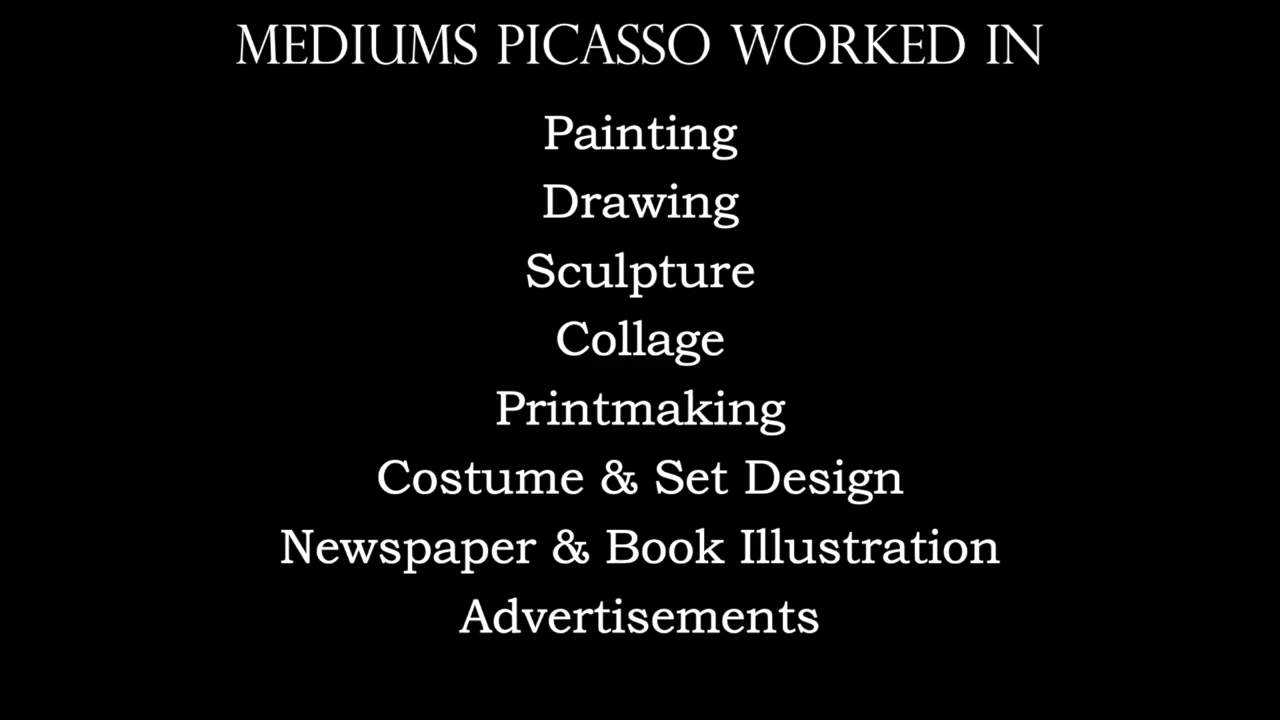 MEDIUMS PICASSO WORKED IN
Painting
Drawing
Sculpture
Collage
Printmaking
Costume & Set Design
Newspaper & Book Illustration
Advertisements